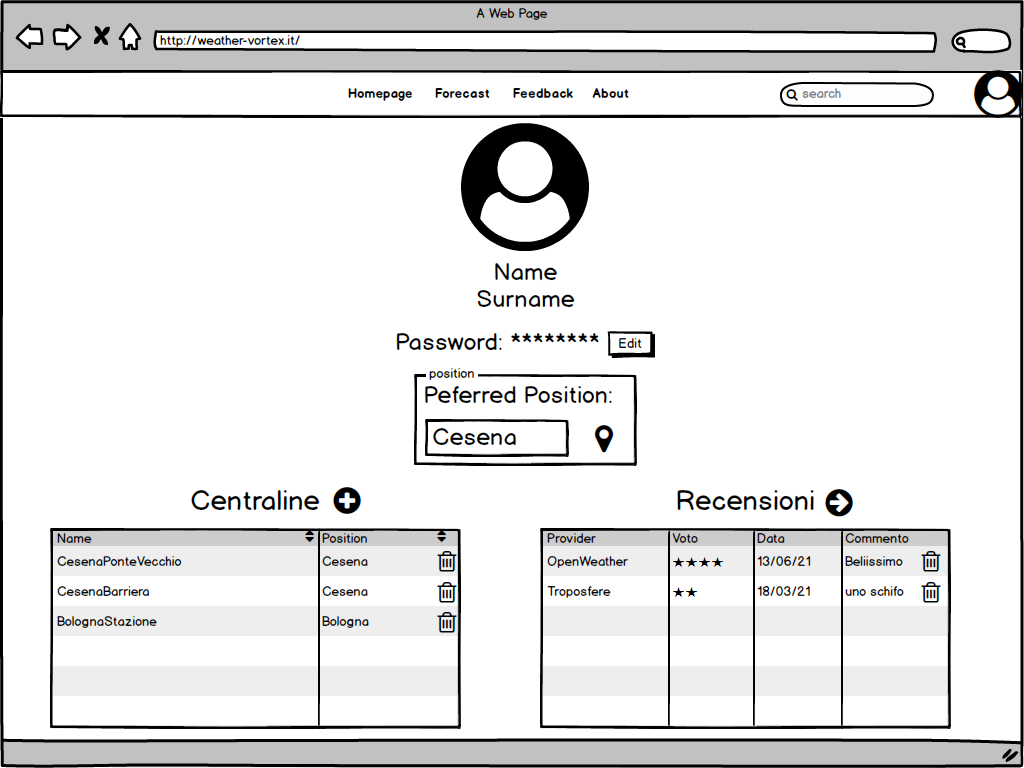 A Web Page
http://weather-vortex.it/
Homepage Forecast Feedback About search
Name
Surname
Password: ******** Edit
position
Peferred Position:
Cesena
Centraline
Name Position
CesenaPonteVecchio Cesena
CesenaBarriera Cesena
BolognaStazione Bologna
Recensioni
Provider Voto Data Commento
OpenWeather ★★★★ 13/06/21 Beliissimo
Troposfere ★★ 18/03/21 uno schifo